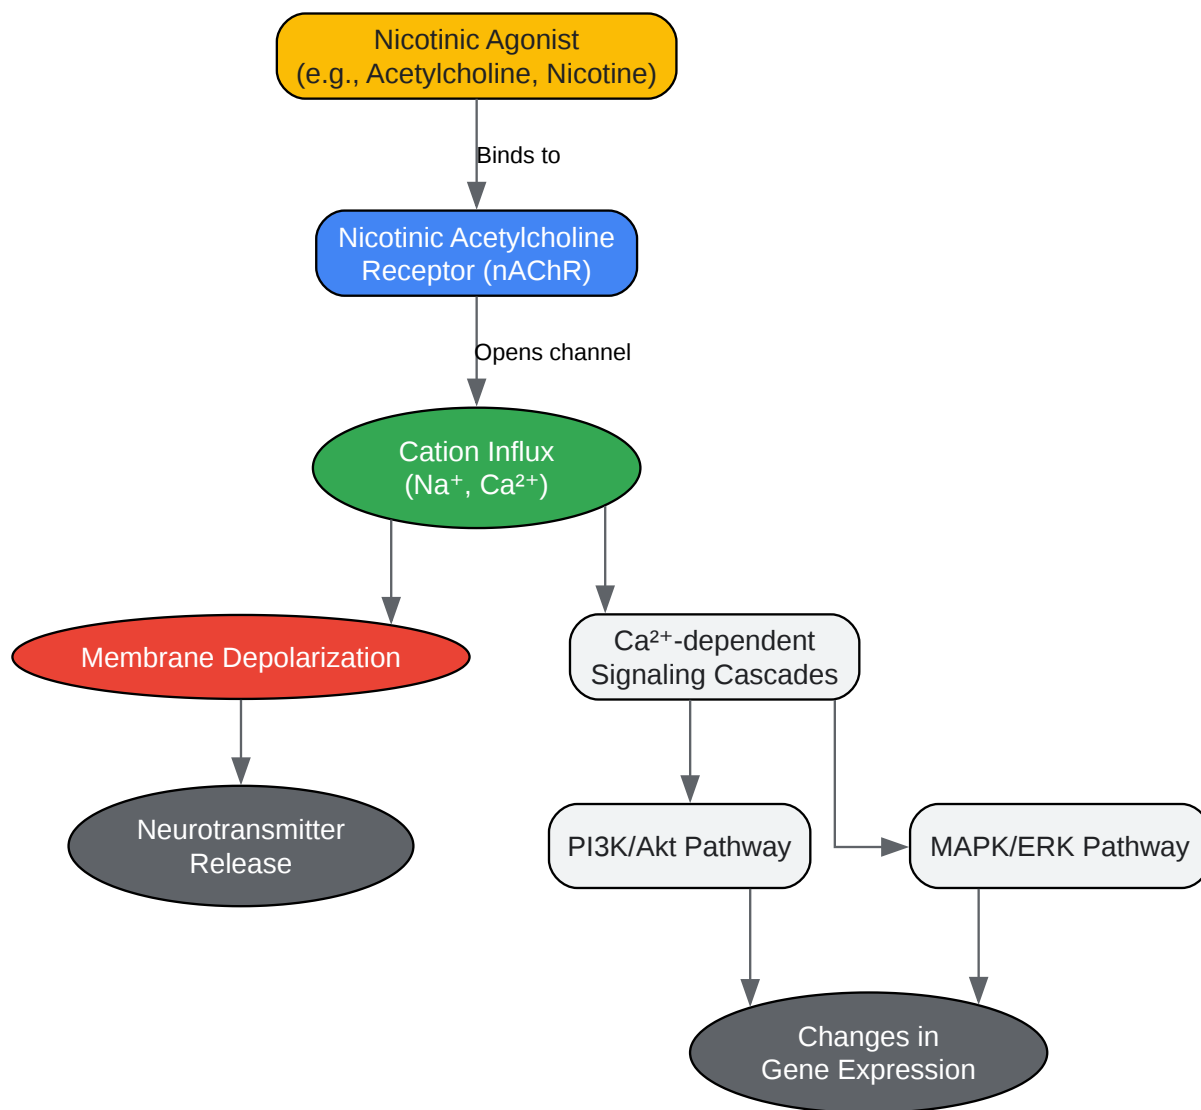 Nicotinic Agonist
(e.g., Acetylcholine, Nicotine)
Binds to
Nicotinic Acetylcholine
Receptor (nAChR)
Opens channel
Cation Influx
(Na⁺, Ca²⁺)
Membrane Depolarization
Ca²⁺-dependent
Signaling Cascades
Neurotransmitter
Release
PI3K/Akt Pathway
MAPK/ERK Pathway
Changes in
Gene Expression